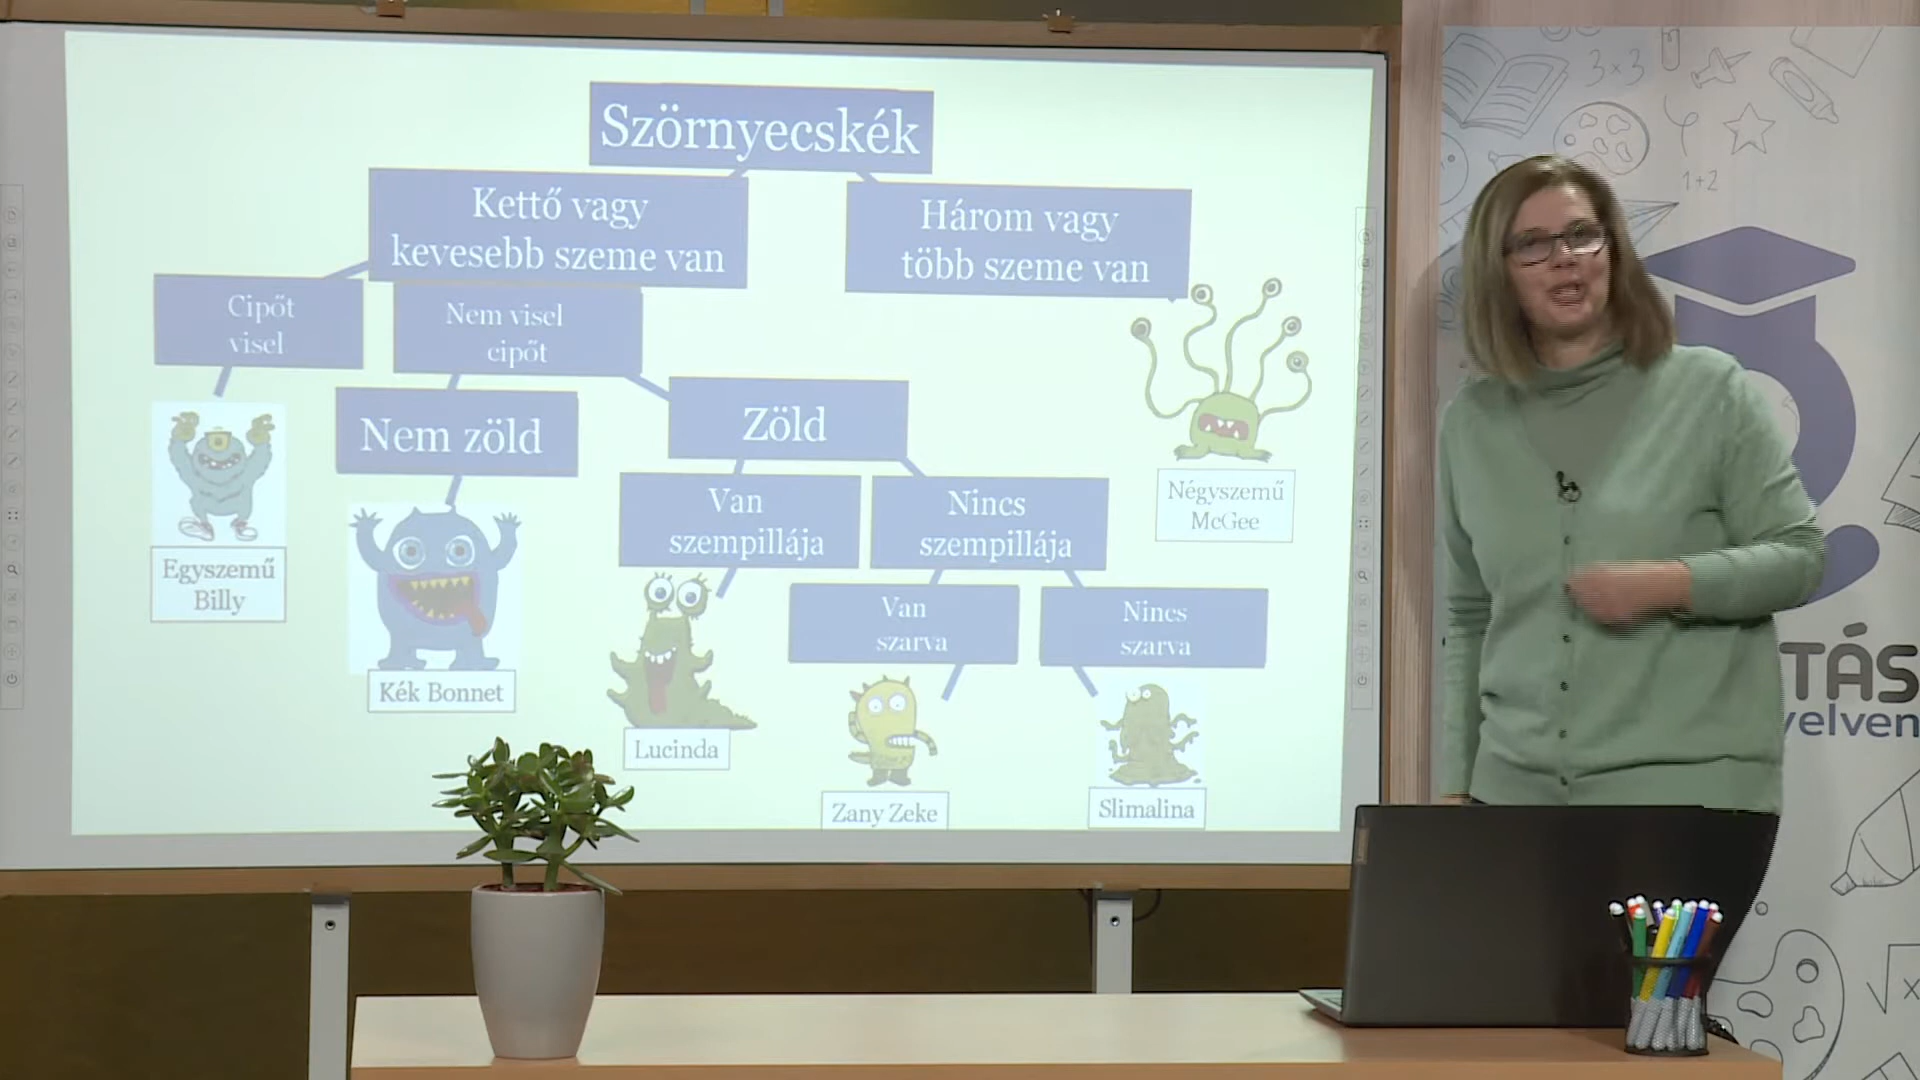 Szörnyecskék
Kettő vagy
kevesebb szeme van
Három vagy
több szeme van
Cipőt
visel
Nem visel
cipőt
Nem zöld
Zöld
Van
szempillája
Nincs
szempillája
Négyszemű
McGee
Egyszemű
Billy
Van
szarva
Nincs
szarva
Kék Bonnet
Lucinda
Zany Zeke
Slimalina
3×3
1+2
TÁS
yelven
Lenovo
√x